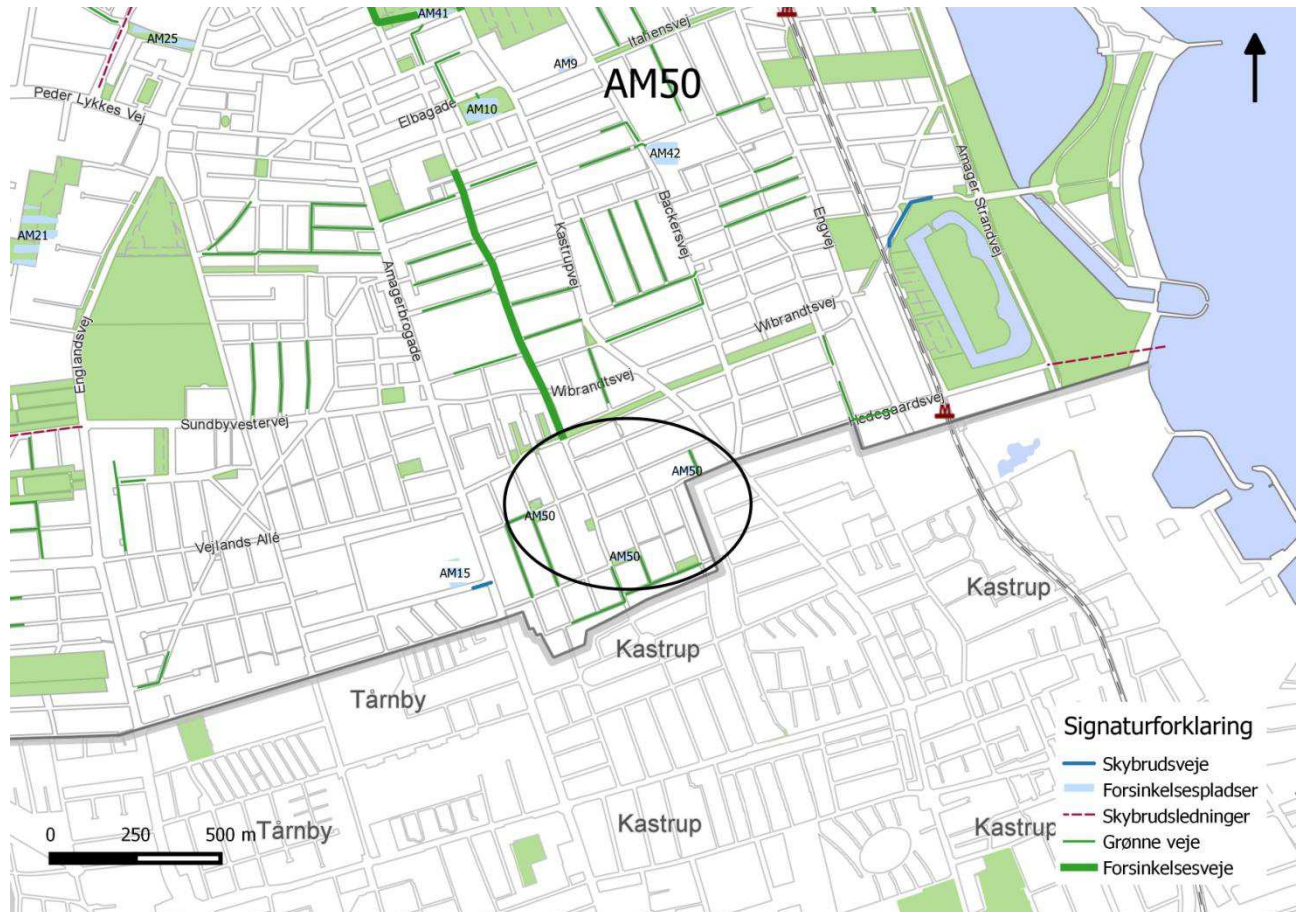 AM41
AM25
Italiensvej
AM9
AM50
Peder Lykkes Vej
Elbagade
AM10
AM42
Amager Strandvej
Backersvej
Engvej
AM21
Kastrupve
Amagerbrogade
Englandsvej
Wibrandtsvej
Wibrandtsvej
Hedegaardsvej
M
Sundbyvestervej
AM50
AM50
Vejlands Allé
AM50
AM15
Kastrup
Kastrup
Tårnby
Signaturforklaring
Skybrudsveje
Forsinkelsespladser
Skybrudsledninger
Grønne veje
Forsinkelsesveje
0 250 500 m
Tårnby
Kastrup
Kastrup